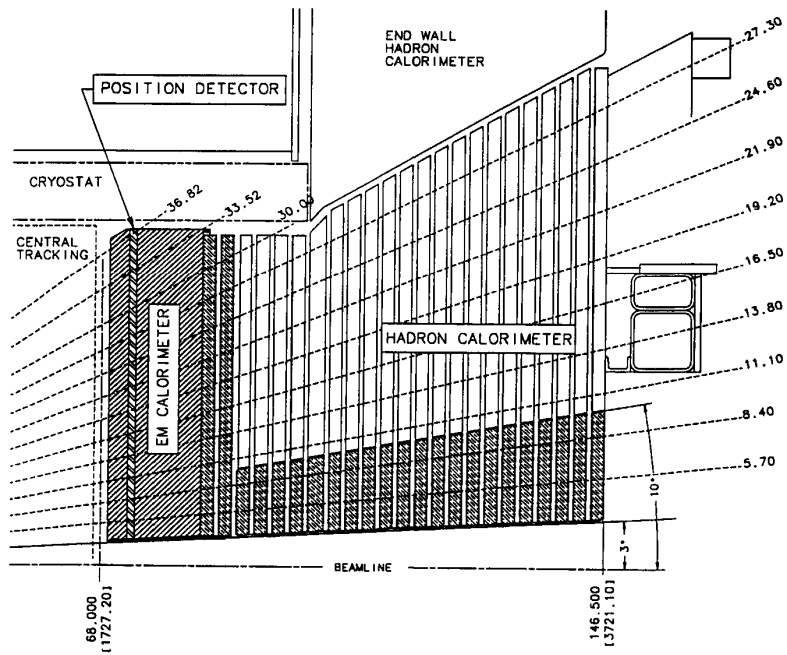 END WALL
HADRON
CALORIMETER
27.30
POSITION DETECTOR
24.60
21.90
CRYOSTAT
36.82
33.52
30.00
19.20
CENTRAL
TRACKING
16.50
EM CALORIMETER
HADRON CALORIMETER
13.80
11.10
8.40
5.70
10°
3°
BEAMLINE
68.000
[1727.20]
146.500
[3721.10]